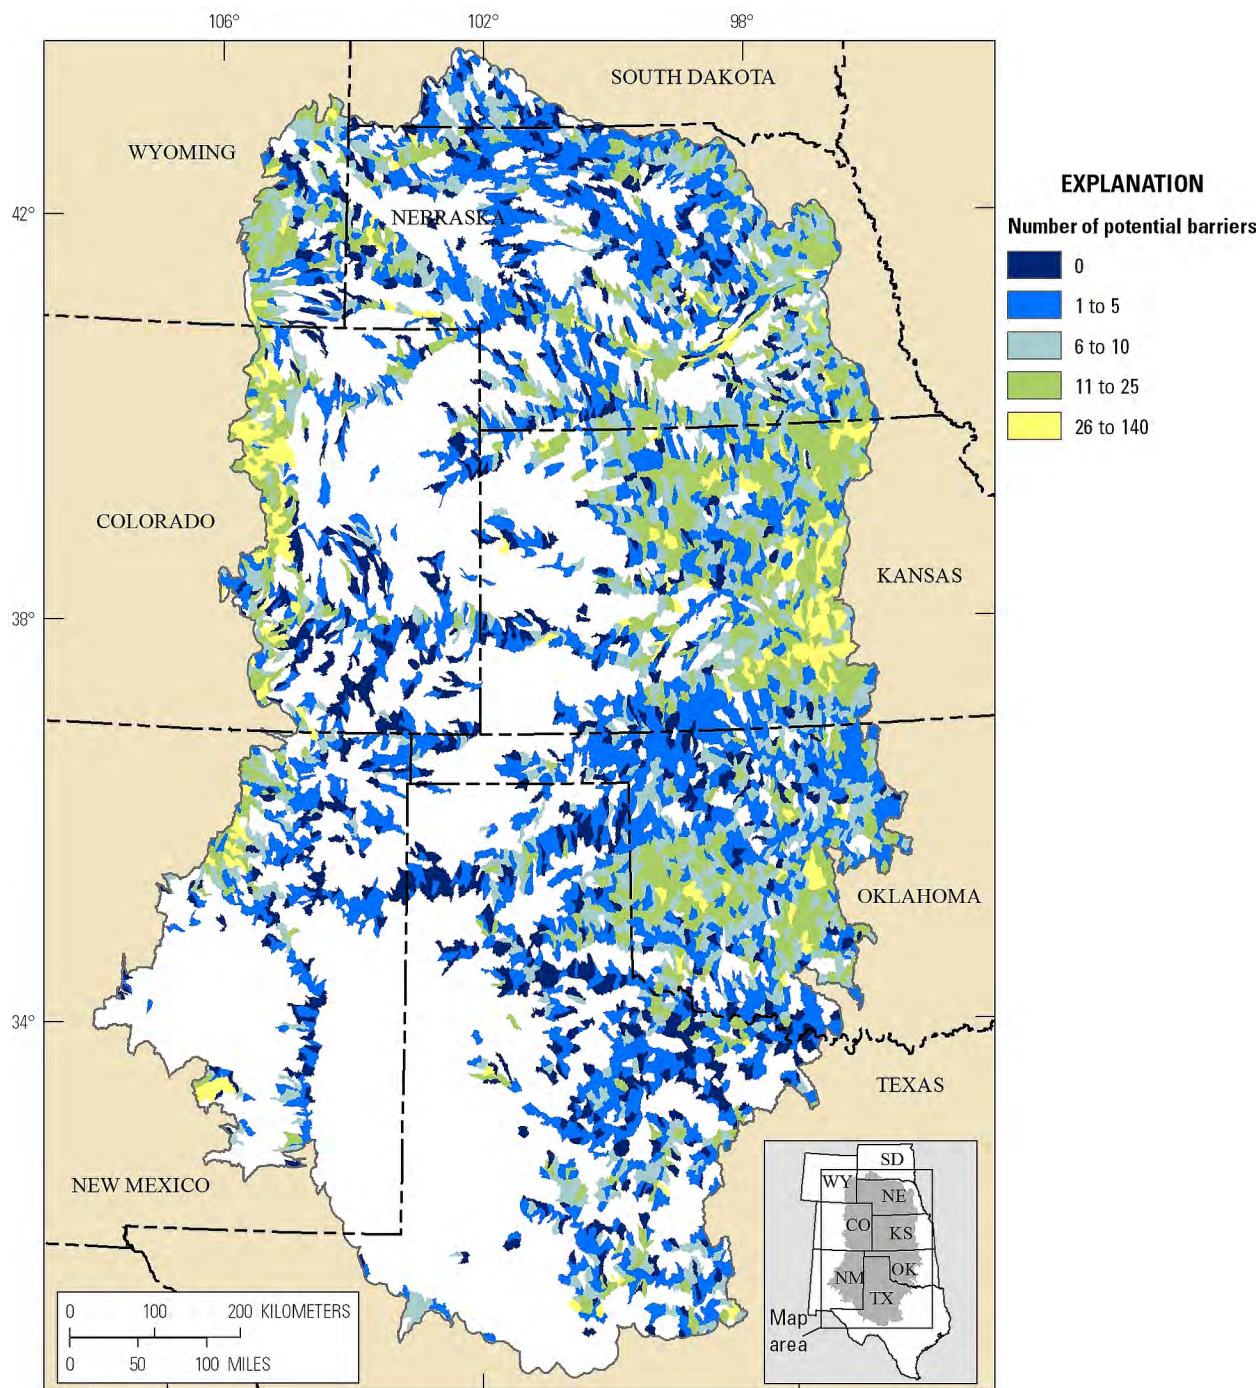 106° 102° 98°
SOUTH DAKOTA
WYOMING
42°
NEBRASKA
COLORADO
KANSAS
38°
OKLAHOMA
34°
TEXAS
NEW MEXICO
EXPLANATION
Number of potential barriers
0
1 to 5
6 to 10
11 to 25
26 to 140
0 100 200 KILOMETERS
0 50 100 MILES
SD
WY
NE
CO
KS
NM
OK
TX
Map
area